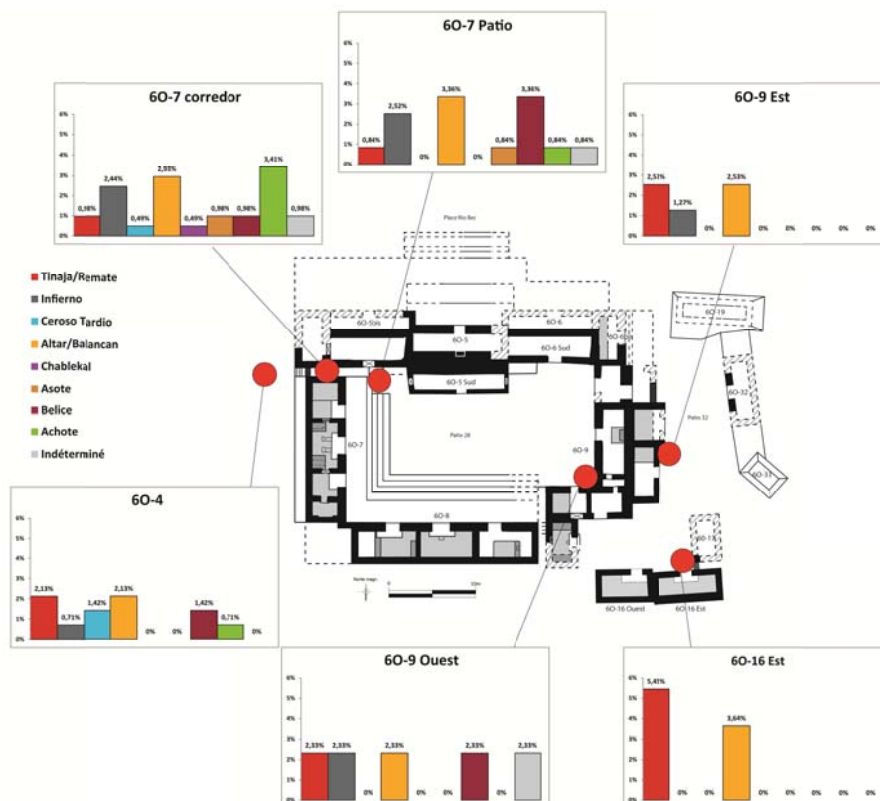 6O-7 Patio
6%
5%
4%
3%
2%
1%
0%
0,84%
2,52%
0%
3,36%
0%
0,84%
3,36%
0,84%
0,84%
6O-7 corredor
6%
5%
4%
3%
2%
1%
0%
0,98%
2,44%
0,49%
2,93%
0,49%
0,98%
0,98%
3,41%
0,98%
6O-9 Est
6%
5%
4%
3%
2%
1%
0%
2,53%
1,27%
0%
2,53%
0%
0%
0%
0%
0%
Tinaja/Remate
Infierno
Ceroso Tardio
Altar/Balancan
Chablekal
Asote
Belice
Achote
Indéterminé
Place Rio Bec
6O-5bis
6O-5
6O-6
6O-6 Sud
6O-5 Sud
6O-19
6O-32
6O-7
Patio 28
6O-9
Patio 32
6O-33
6O-8
6O-17
Norte magn.
0
10m
6O-16 Ouest
6O-16 Est
6O-4
6%
5%
4%
3%
2%
1%
0%
2,13%
0,71%
1,42%
2,13%
0%
0%
1,42%
0,71%
0%
6O-9 Ouest
6%
5%
4%
3%
2%
1%
0%
2,33%
2,33%
0%
2,33%
0%
0%
2,33%
0%
2,33%
6O-16 Est
6%
5%
4%
3%
2%
1%
0%
5,45%
0%
0%
3,64%
0%
0%
0%
0%
0%